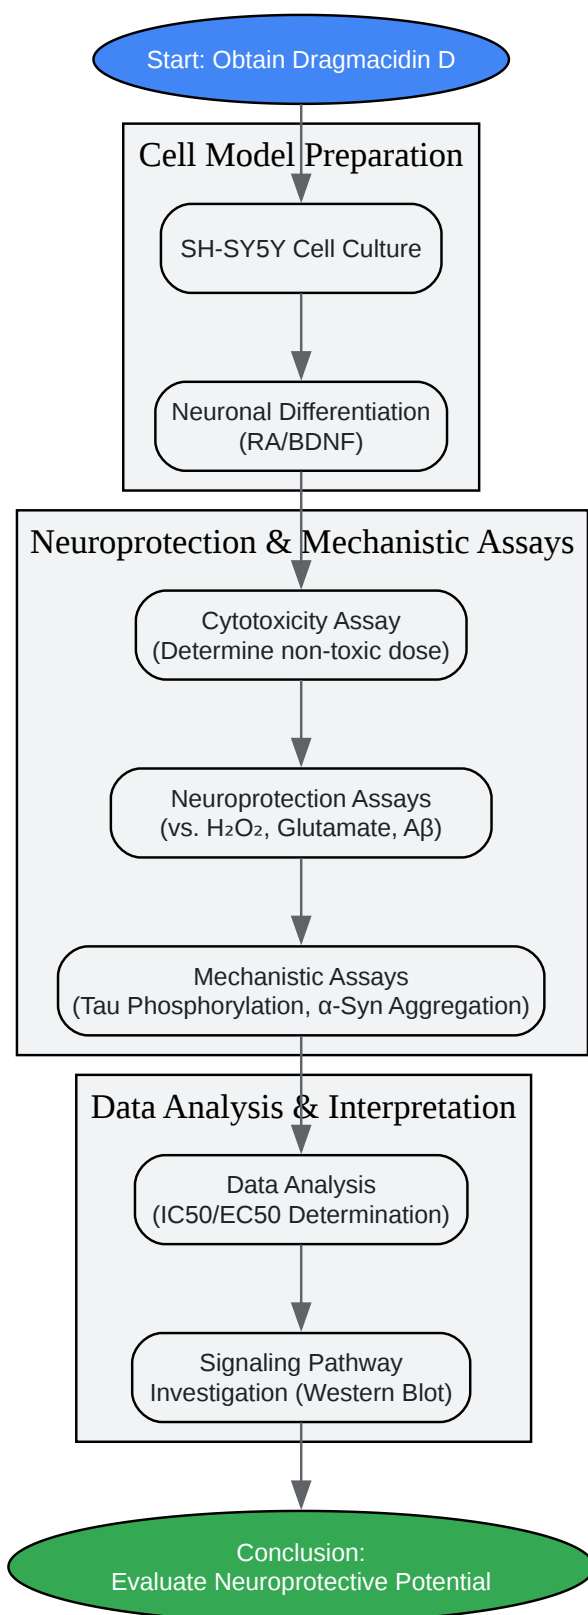 Start: Obtain Dragmacidin D
Cell Model Preparation
SH-SY5Y Cell Culture
Neuronal Differentiation
(RA/BDNF)
Neuroprotection & Mechanistic Assays
Cytotoxicity Assay
(Determine non-toxic dose)
Neuroprotection Assays
(vs. H₂O₂, Glutamate, Aβ)
Mechanistic Assays
(Tau Phosphorylation, α-Syn Aggregation)
Data Analysis & Interpretation
Data Analysis
(IC50/EC50 Determination)
Signaling Pathway
Investigation (Western Blot)
Conclusion:
Evaluate Neuroprotective Potential